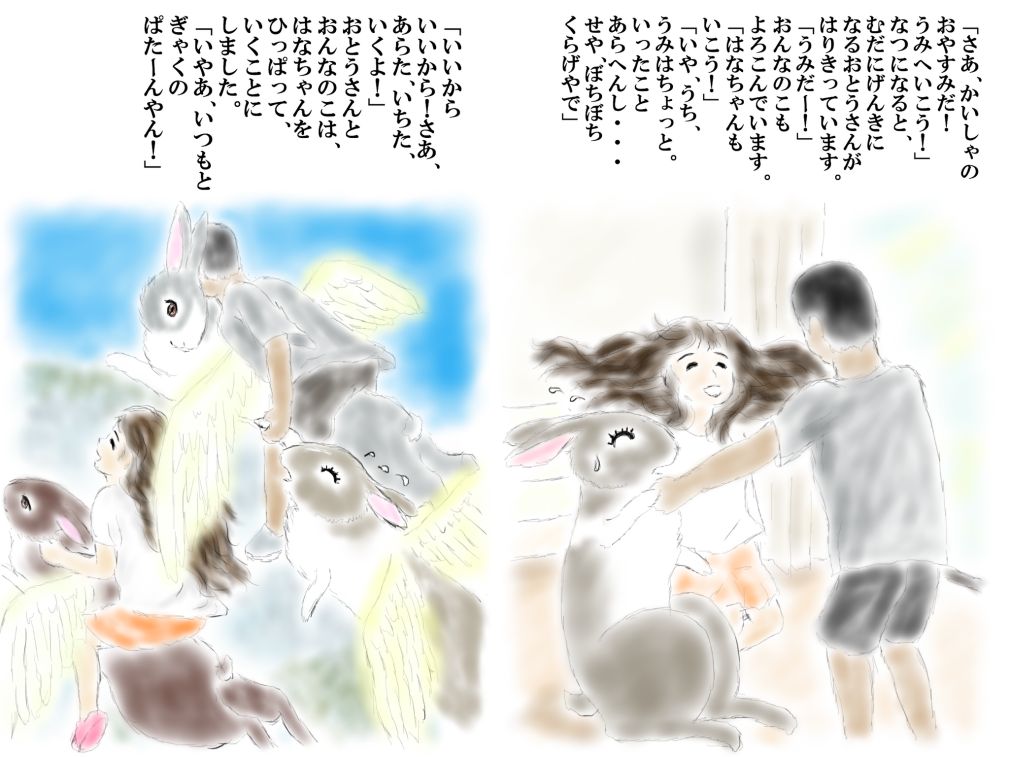 「さあ、かいしゃの
おやすみだ！
うみへいこう！」
なつになると、
むだにげんきに
なるおとうさんが
はりきっています。
「うみだ〜！」
おんなのこも
よろこんでいます。
「はなちゃんも
いこう！」
「いや、うち、
うみはちょっと。
いったこと
あらへんし・・・
せや、ぼちぼち
くらげやで」
「いいから
いいから！さあ、
あらた、いちた、
いくよ！」
おとうさんと
おんなのこは、
はなちゃんを
ひっぱって、
いくことに
しました。
「いやあ、いつもと
ぎゃくの
ぱた〜んやん！」